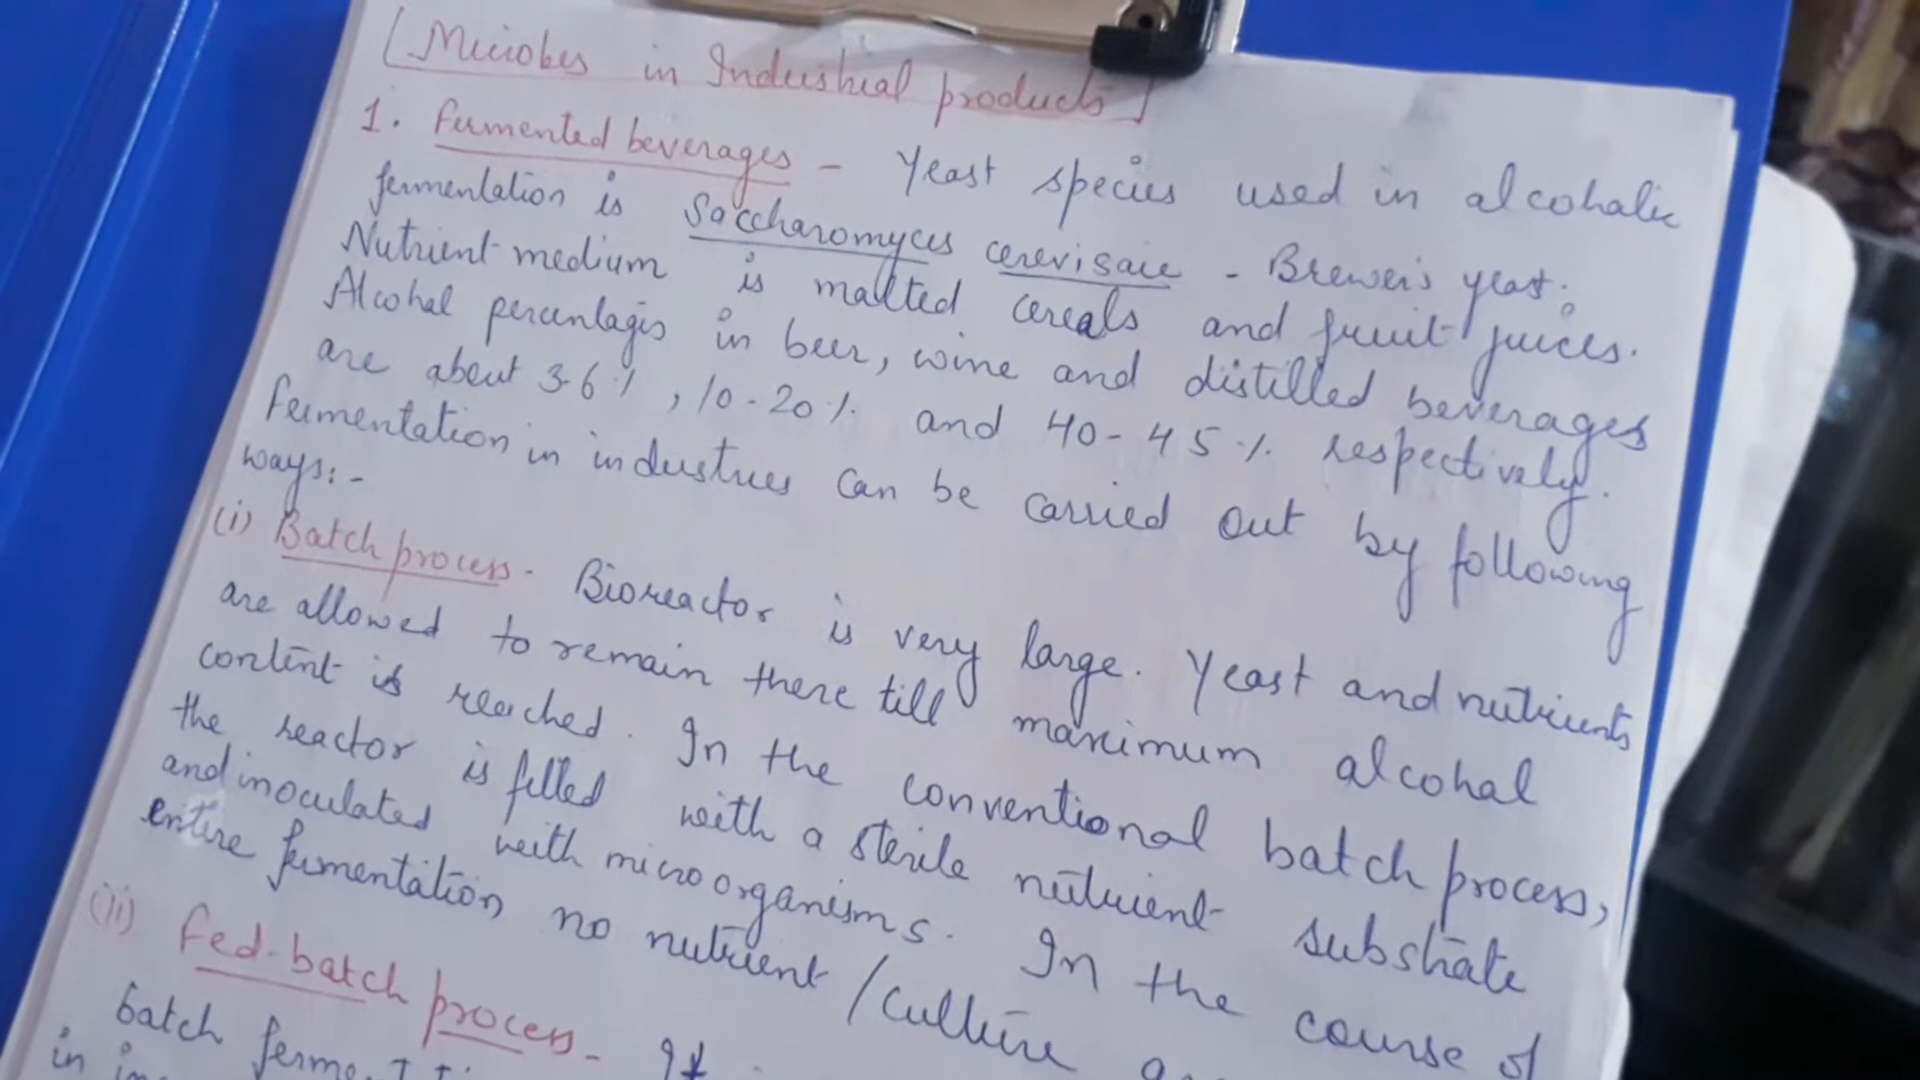 [Microbes in Industrial products]
1. Fermented beverages - Yeast species used in alcohalic
fermentation is Saccharomyces cerevisaie - Brewer's yeast.
Nutrient medium is malted cereals and fruit juices.
Alcohal percentages in beer, wine and distilled beverages
are about 3-6%, 10-20% and 40-45% respectively.
Fermentation in industries can be carried out by following
ways:-
(i) Batch process - Bioreactor is very large. Yeast and nutrients
are allowed to remain there till maximum alcohal
content is reached. In the conventional batch process,
the reactor is filled with a sterile nutrient substrate
and inoculated with microorganisms. In the course of
entire fermentation no nutrient/culture
(ii) Fed-batch process - It
batch
in